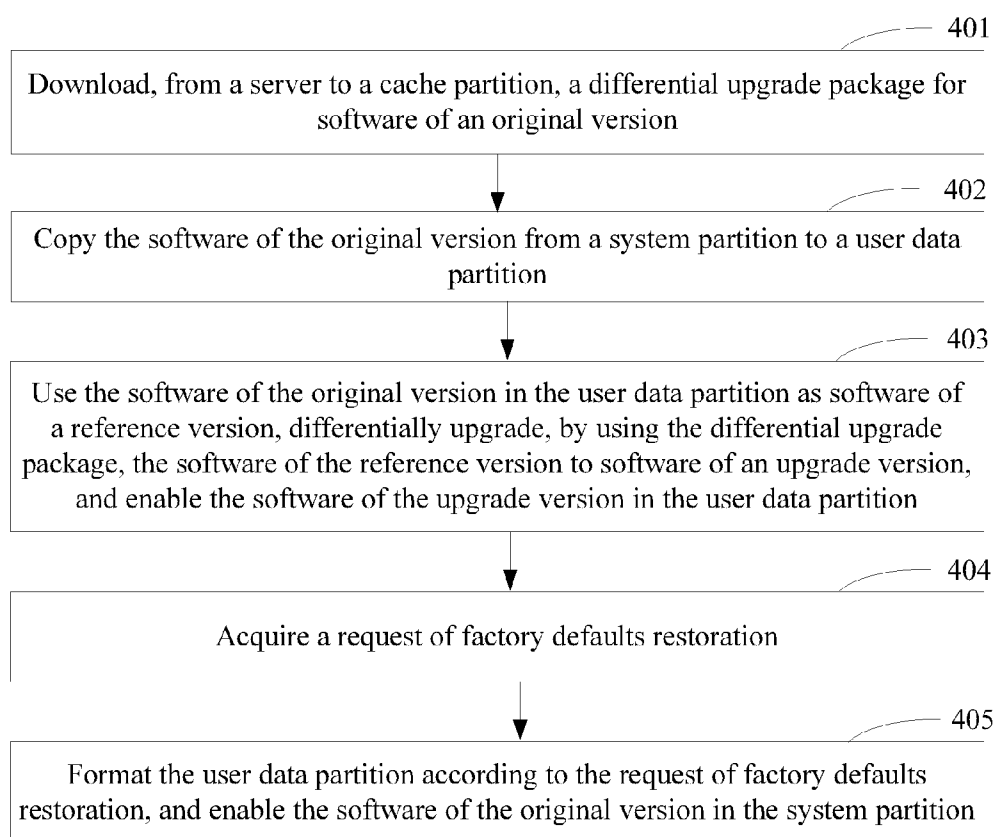 401
Download, from a server to a cache partition, a differential upgrade package for
software of an original version
402
Copy the software of the original version from a system partition to a user data
partition
403
Use the software of the original version in the user data partition as software of
a reference version, differentially upgrade, by using the differential upgrade
package, the software of the reference version to software of an upgrade version,
and enable the software of the upgrade version in the user data partition
404
Acquire a request of factory defaults restoration
405
Format the user data partition according to the request of factory defaults
restoration, and enable the software of the original version in the system partition